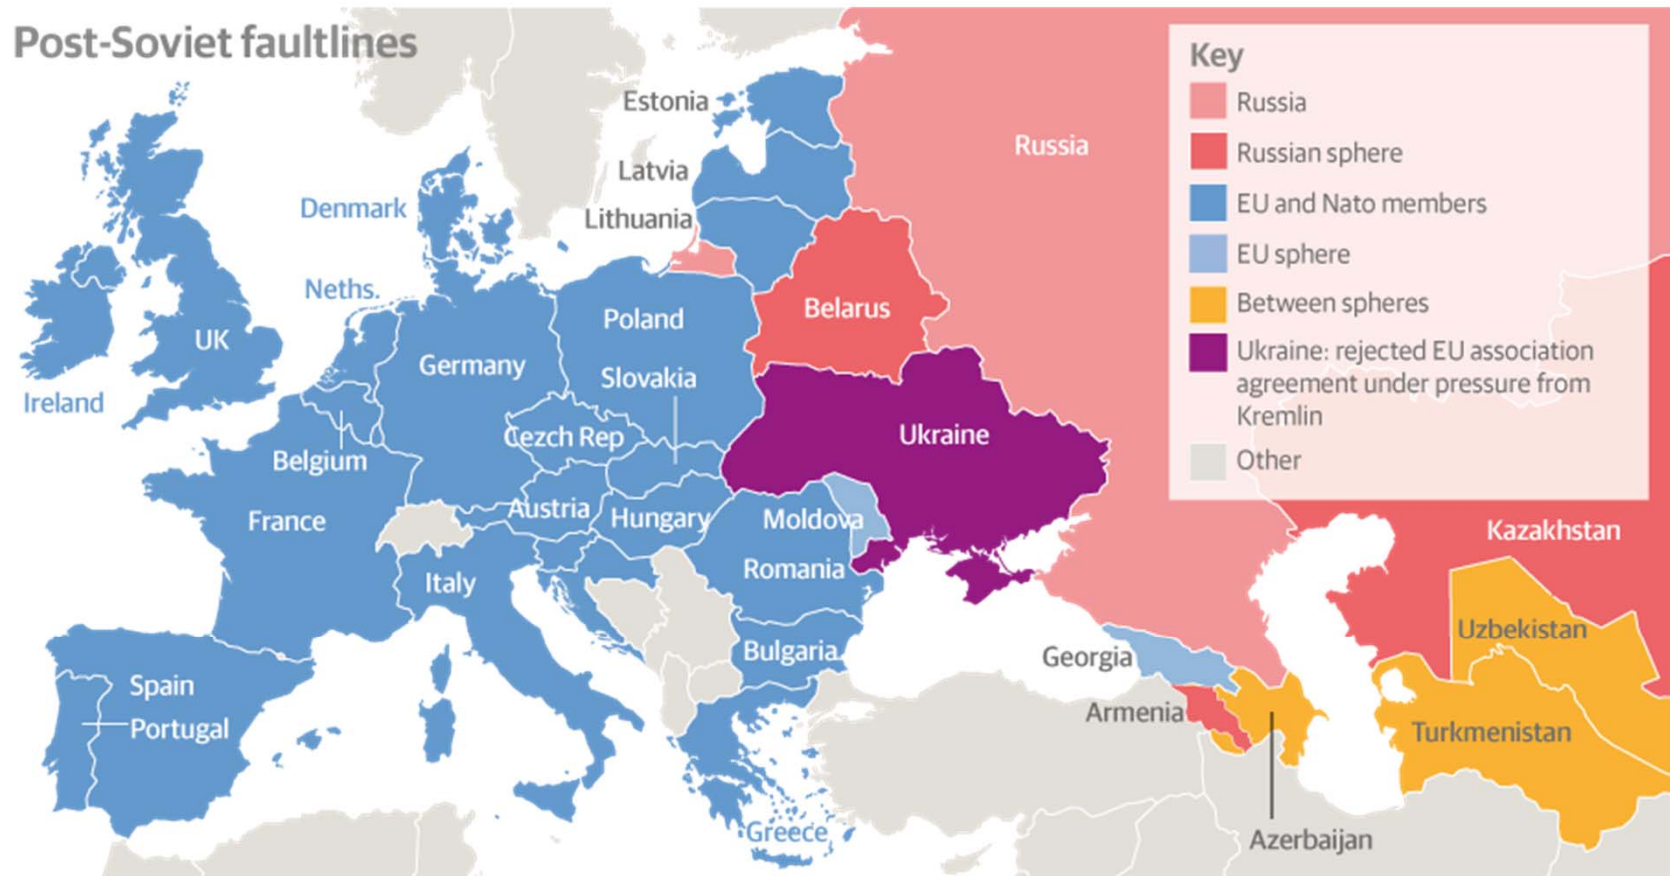 Post-Soviet faultlines
Key
Russia
Russian sphere
EU and Nato members
EU sphere
Between spheres
Ukraine: rejected EU association
agreement under pressure from
Kremlin
Other
Estonia
Russia
Latvia
Denmark
Lithuania
Neths.
Belarus
Poland
UK
Germany
Slovakia
Ireland
Cezch Rep
Ukraine
Belgium
Austria
France
Hungary
Moldova
Kazakhstan
Romania
Italy
Uzbekistan
Bulgaria
Georgia
Spain
Armenia
Portugal
Turkmenistan
Greece
Azerbaijan